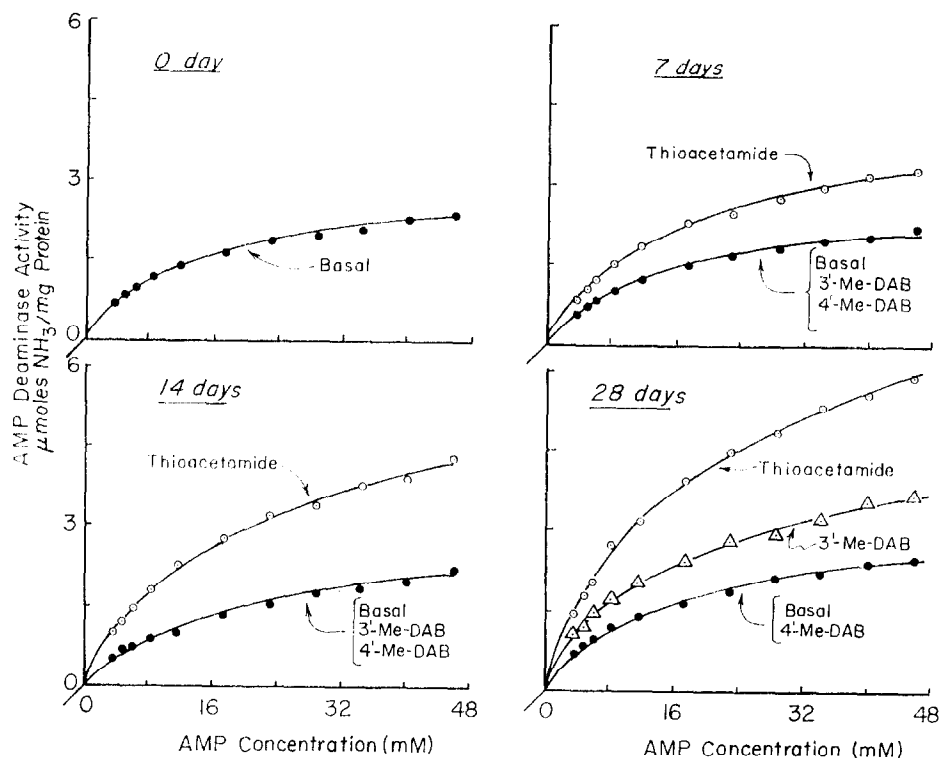 AMP Deaminase Activity
μmoles NH3/mg Protein
6
3
0
0 day
Basal
7 days
Thioacetamide
Basal
3'-Me-DAB
4'-Me-DAB
6
3
0
14 days
Thioacetamide
Basal
3'-Me-DAB
4'-Me-DAB
0 16 32 48
AMP Concentration (mM)
28 days
Thioacetamide
3'-Me-DAB
Basal
4'-Me-DAB
0 16 32 48
AMP Concentration (mM)